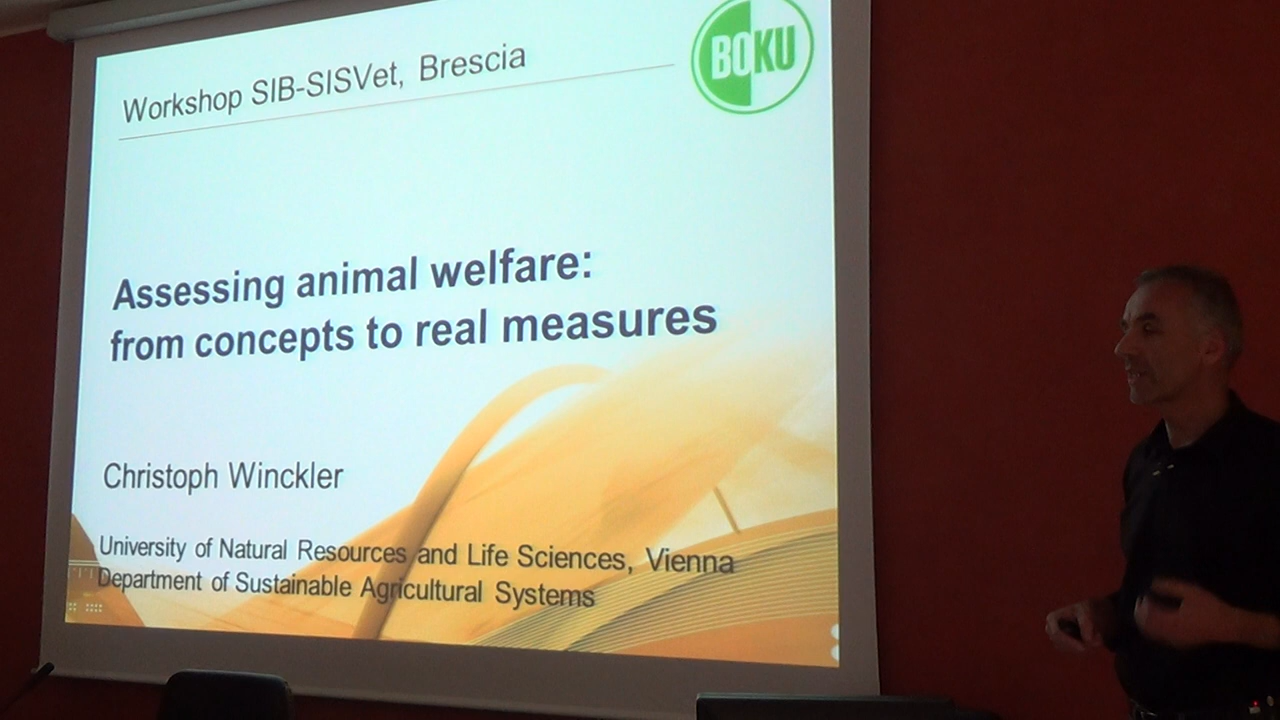 Workshop SIB-SISVet, Brescia
BOKU
Assessing animal welfare:
from concepts to real measures
Christoph Winckler
University of Natural Resources and Life Sciences, Vienna
Department of Sustainable Agricultural Systems